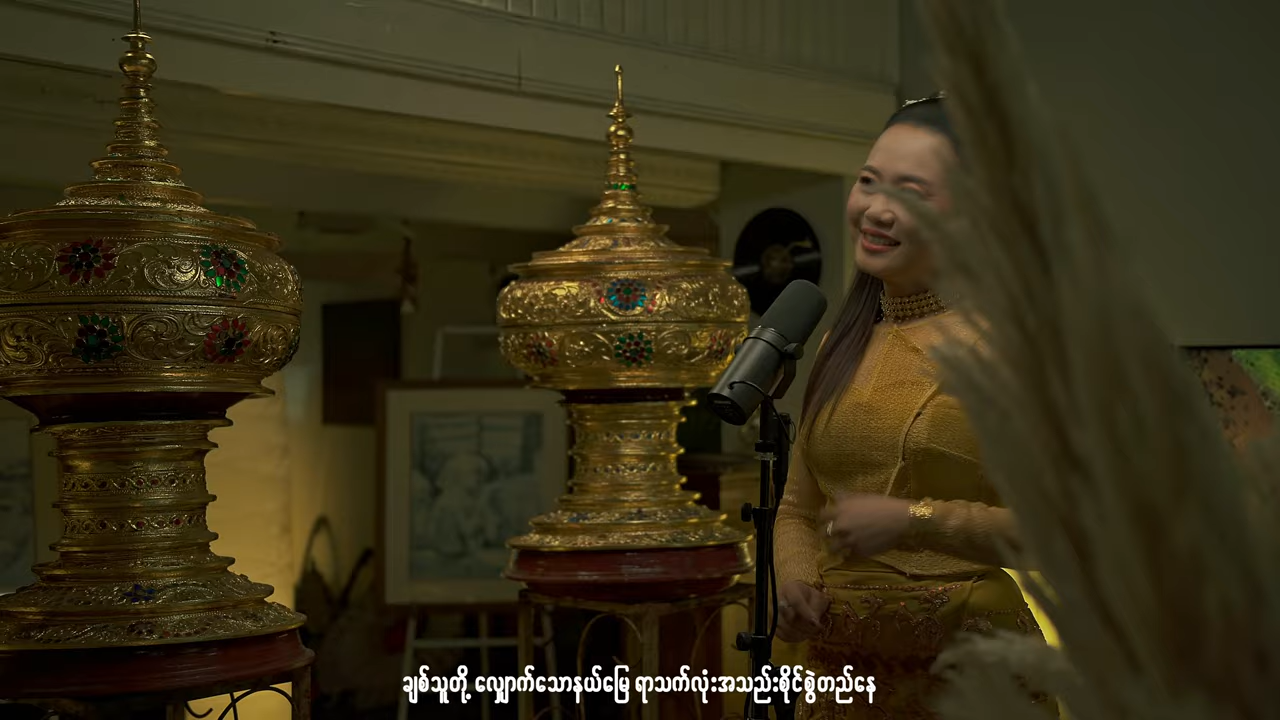 ချစ်သူတို့ လျှောက်သောနယ်မြေ ရာသက်လုံးအသည်းစိုင်စွဲတည်နေ